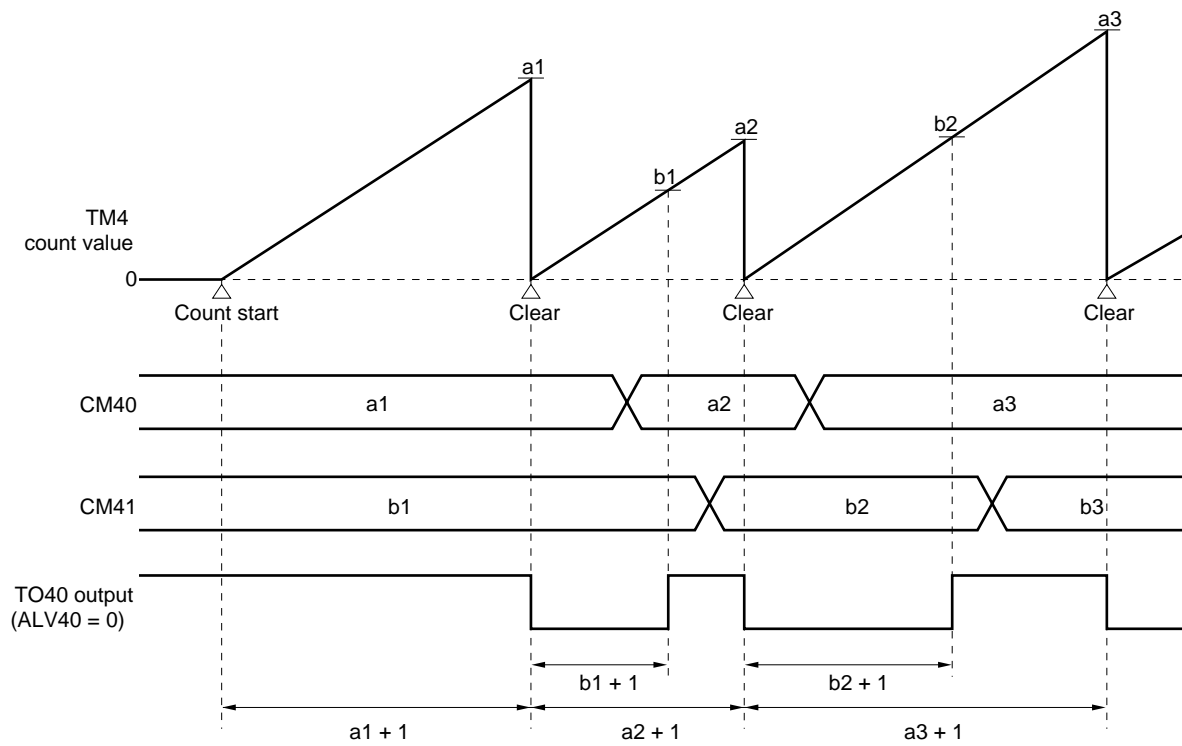 a3
a1
a2
b2
b1
TM4
count value
0
Count start
Clear
Clear
Clear
CM40
a1
a2
a3
CM41
b1
b2
b3
TO40 output
(ALV40 = 0)
b1 + 1
b2 + 1
a1 + 1
a2 + 1
a3 + 1